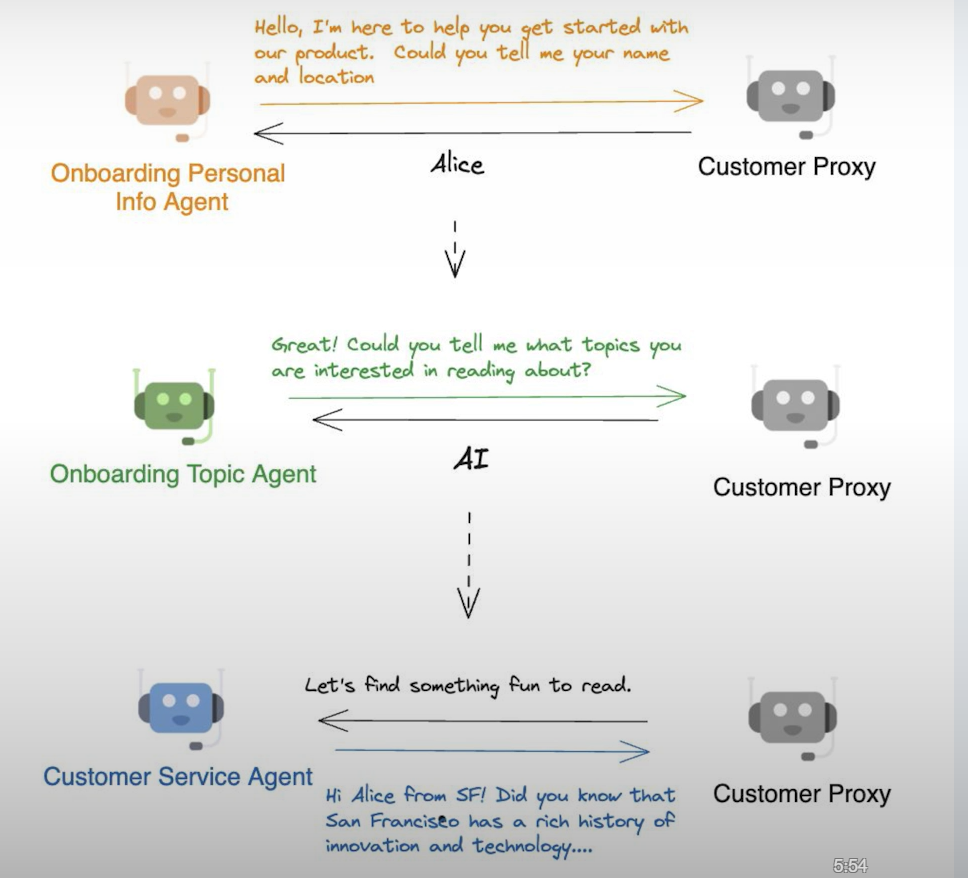 Hello, I'm here to help you get started with
our product. Could you tell me your name
and location
Alice
Onboarding Personal
Info Agent
Customer Proxy
Great! Could you tell me what topics you
are interested in reading about?
AI
Onboarding Topic Agent
Customer Proxy
Let's find something fun to read.
Customer Service Agent
Hi Alice from SF! Did you know that
San Francisco has a rich history of
innovation and technology....
Customer Proxy
5:54